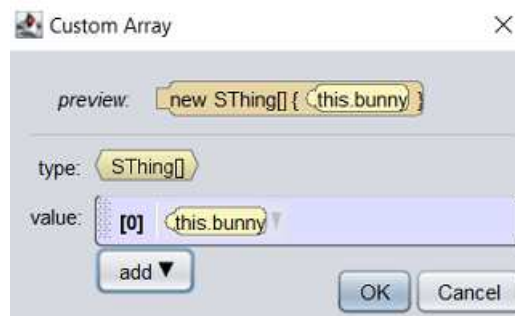 Custom Array
preview: new SThing[] { this.bunny }
type: SThing[]
value: [0] this.bunny
add
OK Cancel